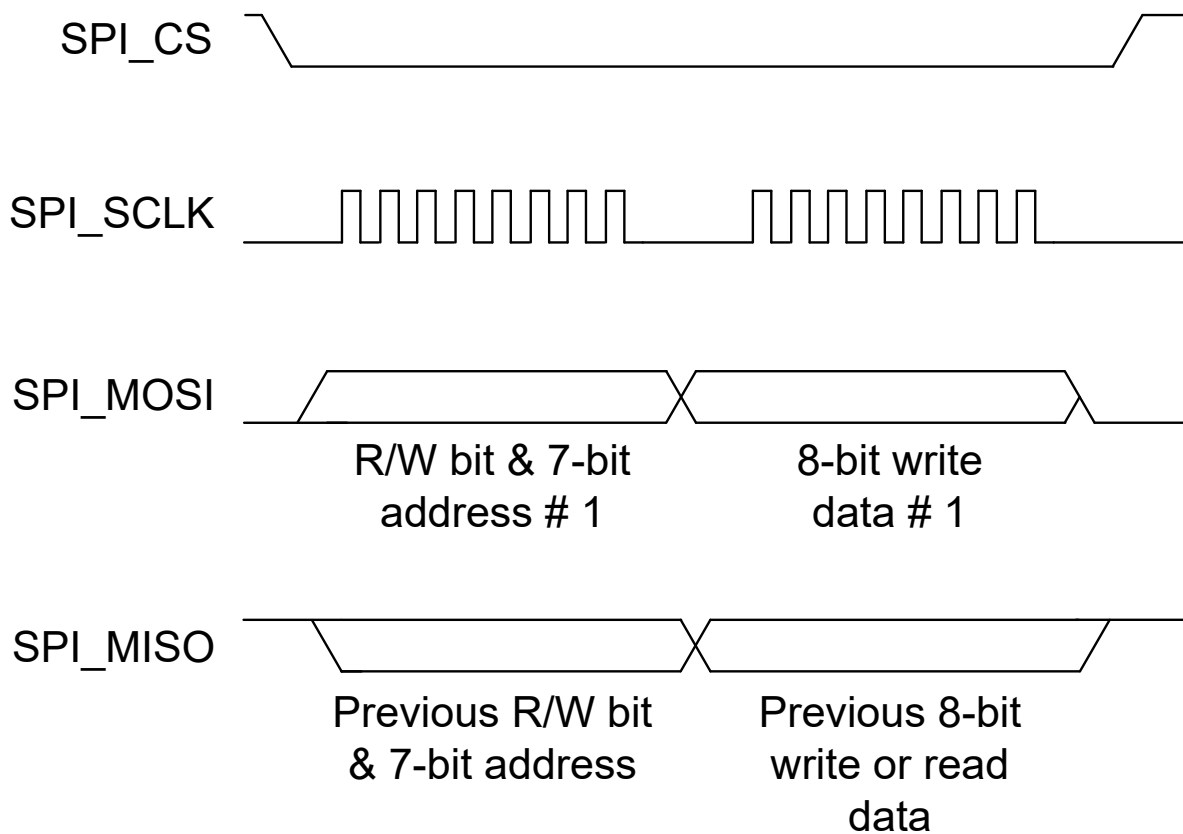 SPI_CS
SPI_SCLK
SPI_MOSI
R/W bit & 7-bit
address # 1
8-bit write
data # 1
SPI_MISO
Previous R/W bit
& 7-bit address
Previous 8-bit
write or read
data